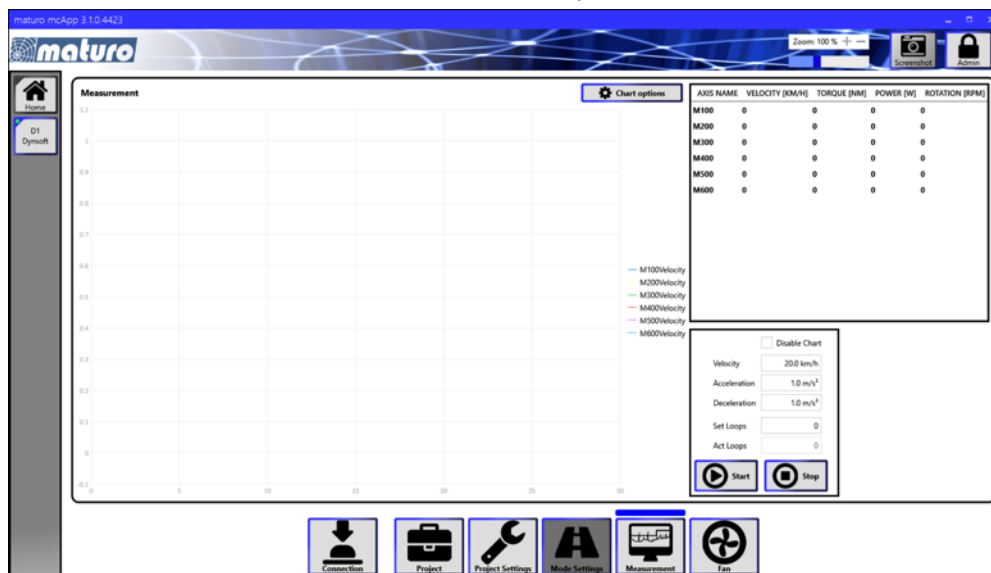 maturo mcApp 3.1.0.4423
maturo
Zoom: 100 % + −
Screenshot
Admin
Home
D1
Dynsoft
Measurement
Chart options
1.1
1
0.9
0.8
0.7
0.6
0.5
0.4
0.3
0.2
0.1
0
-0.1
0 5 10 15 20 25 30
M100Velocity
M200Velocity
M300Velocity
M400Velocity
M500Velocity
M600Velocity
AXIS NAME VELOCITY [KM/H] TORQUE [NM] POWER [W] ROTATION [RPM]
M100 0 0 0 0
M200 0 0 0 0
M300 0 0 0 0
M400 0 0 0 0
M500 0 0 0 0
M600 0 0 0 0
Disable Chart
Velocity 20.0 km/h
Acceleration 1.0 m/s²
Deceleration 1.0 m/s²
Set Loops 0
Act Loops 0
Start Stop
Connection Project Project Settings Mode Settings Measurement Fan